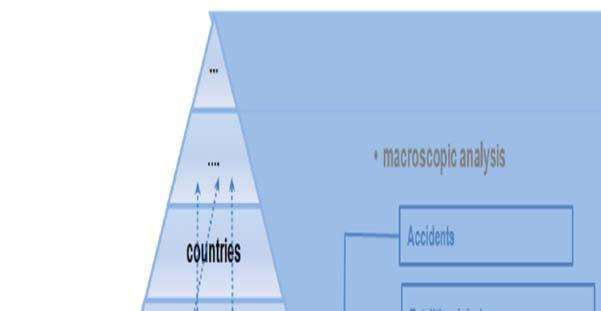 ...
• macroscopic analysis
....
Accidents
countries